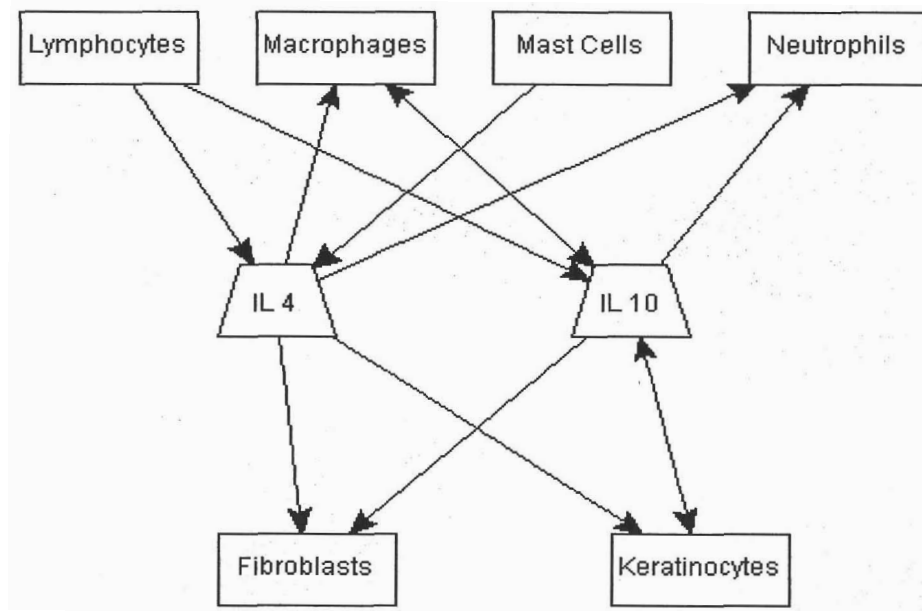 Lymphocytes
Macrophages
Mast Cells
Neutrophils
IL 4
IL 10
Fibroblasts
Keratinocytes